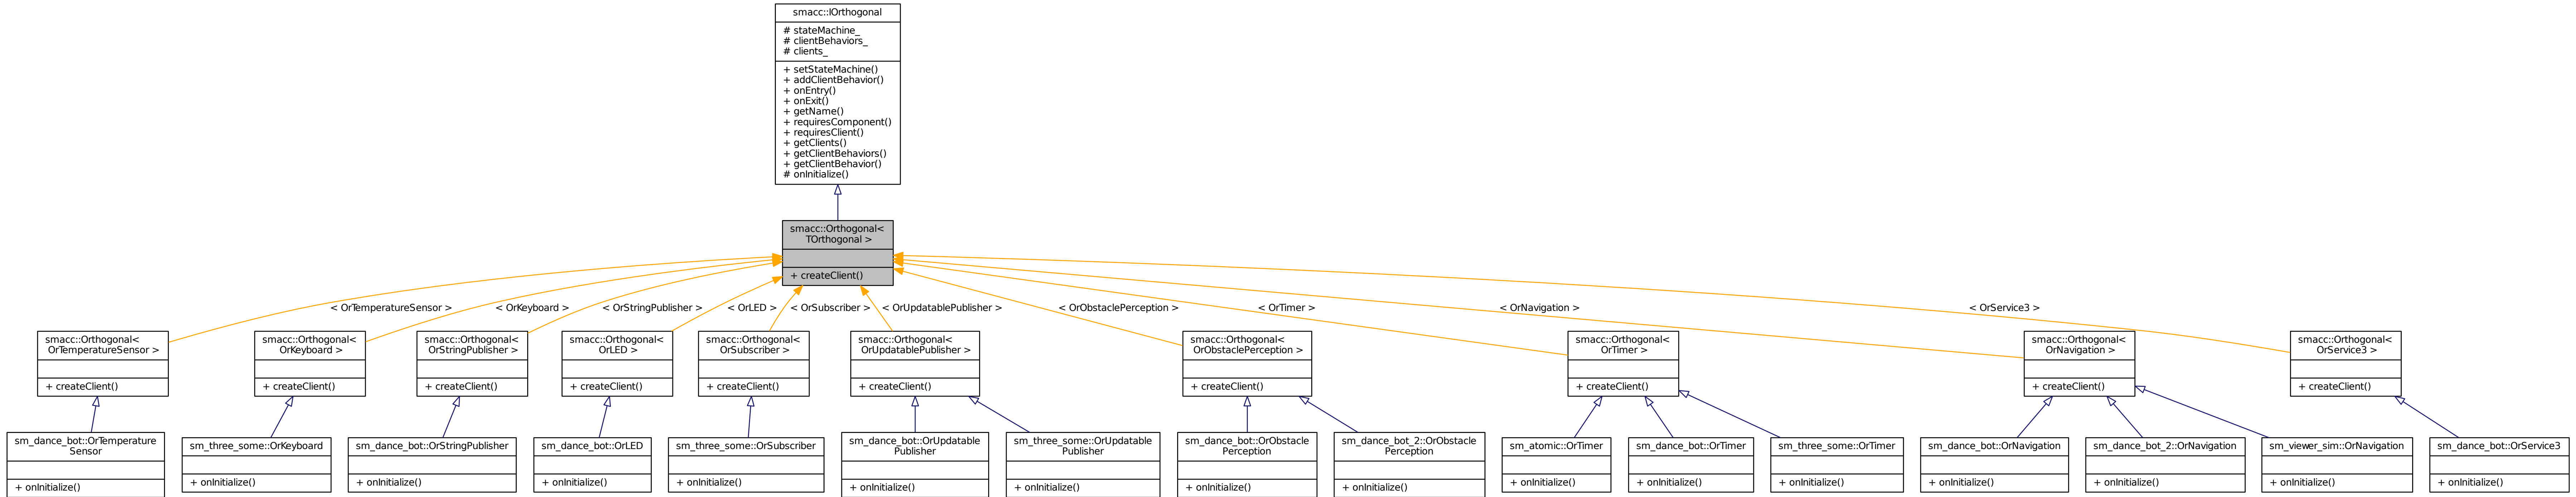 smacc::IOrthogonal
# stateMachine_
# clientBehaviors_
# clients_
+ setStateMachine()
+ addClientBehavior()
+ onEntry()
+ onExit()
+ getName()
+ requiresComponent()
+ requiresClient()
+ getClients()
+ getClientBehaviors()
+ getClientBehavior()
# onInitialize()
smacc::Orthogonal<
TOrthogonal >
+ createClient()
< OrTemperatureSensor >
< OrKeyboard >
< OrStringPublisher >
< OrLED >
< OrSubscriber >
< OrUpdatablePublisher >
< OrObstaclePerception >
< OrTimer >
< OrNavigation >
< OrService3 >
smacc::Orthogonal<
OrTemperatureSensor >
+ createClient()
smacc::Orthogonal<
OrKeyboard >
+ createClient()
smacc::Orthogonal<
OrStringPublisher >
+ createClient()
smacc::Orthogonal<
OrLED >
+ createClient()
smacc::Orthogonal<
OrSubscriber >
+ createClient()
smacc::Orthogonal<
OrUpdatablePublisher >
+ createClient()
smacc::Orthogonal<
OrObstaclePerception >
+ createClient()
smacc::Orthogonal<
OrTimer >
+ createClient()
smacc::Orthogonal<
OrNavigation >
+ createClient()
smacc::Orthogonal<
OrService3 >
+ createClient()
sm_dance_bot::OrTemperature
Sensor
+ onInitialize()
sm_three_some::OrKeyboard
+ onInitialize()
sm_dance_bot::OrStringPublisher
+ onInitialize()
sm_dance_bot::OrLED
+ onInitialize()
sm_three_some::OrSubscriber
+ onInitialize()
sm_dance_bot::OrUpdatable
Publisher
+ onInitialize()
sm_three_some::OrUpdatable
Publisher
+ onInitialize()
sm_dance_bot::OrObstacle
Perception
+ onInitialize()
sm_dance_bot_2::OrObstacle
Perception
+ onInitialize()
sm_atomic::OrTimer
+ onInitialize()
sm_dance_bot::OrTimer
+ onInitialize()
sm_three_some::OrTimer
+ onInitialize()
sm_dance_bot::OrNavigation
+ onInitialize()
sm_dance_bot_2::OrNavigation
+ onInitialize()
sm_viewer_sim::OrNavigation
+ onInitialize()
sm_dance_bot::OrService3
+ onInitialize()